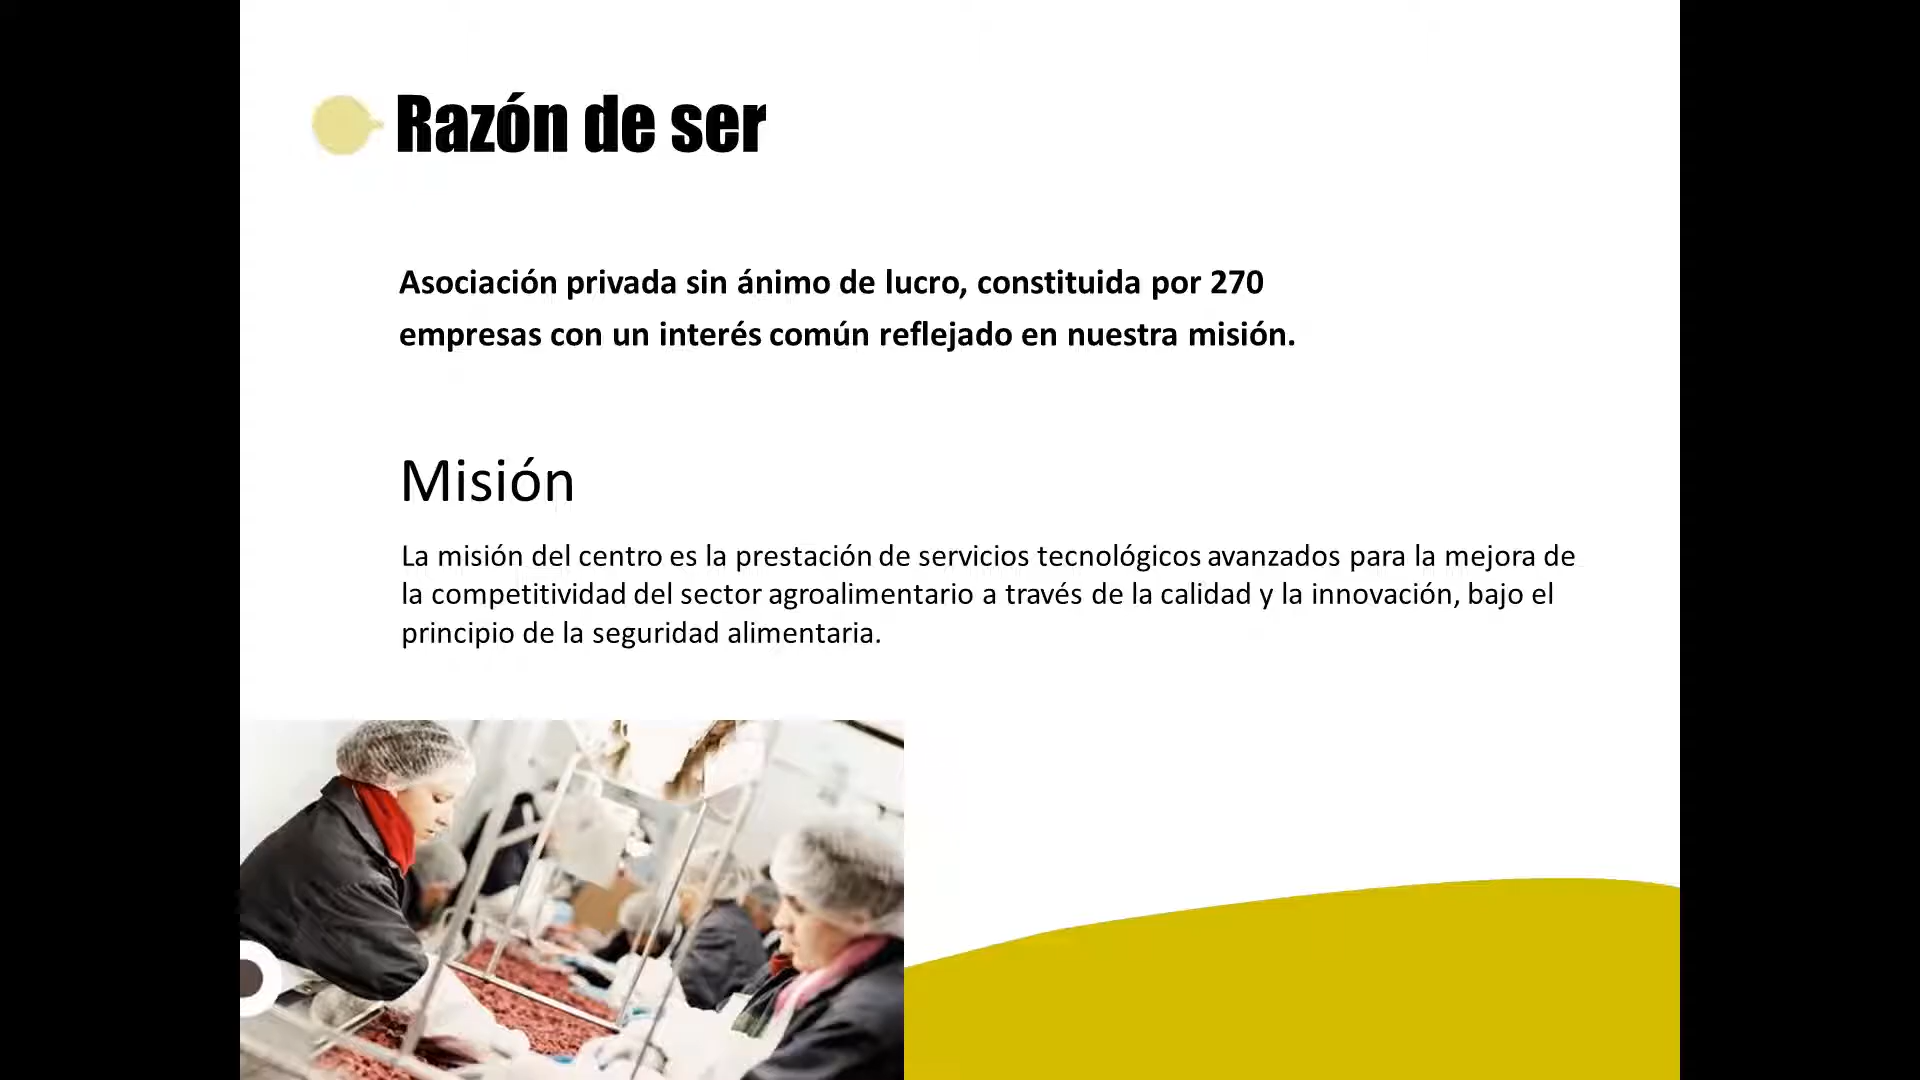 Razón de ser
Asociación privada sin ánimo de lucro, constituida por 270
empresas con un interés común reflejado en nuestra misión.
Misión
La misión del centro es la prestación de servicios tecnológicos avanzados para la mejora de
la competitividad del sector agroalimentario a través de la calidad y la innovación, bajo el
principio de la seguridad alimentaria.